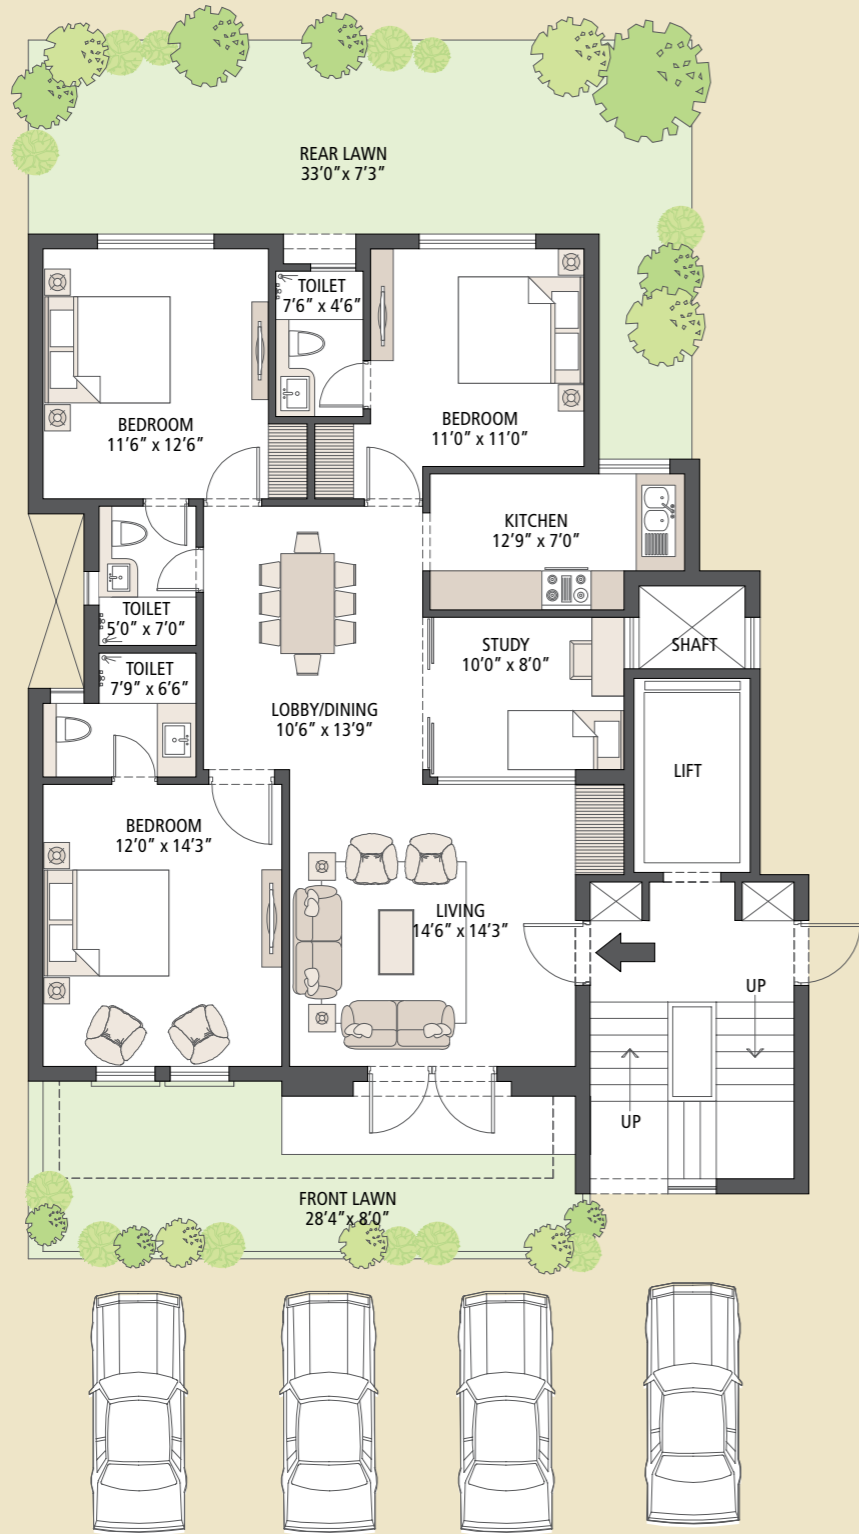 REAR LAWN
33'0" x 7'3"
TOILET
7'6" x 4'6"
BEDROOM
11'6" x 12'6"
BEDROOM
11'0" x 11'0"
KITCHEN
12'9" x 7'0"
TOILET
5'0" x 7'0"
STUDY
10'0" x 8'0"
SHAFT
TOILET
7'9" x 6'6"
LOBBY/DINING
10'6" x 13'9"
LIFT
BEDROOM
12'0" x 14'3"
LIVING
14'6" x 14'3"
UP
UP
FRONT LAWN
28'4" x 8'0"